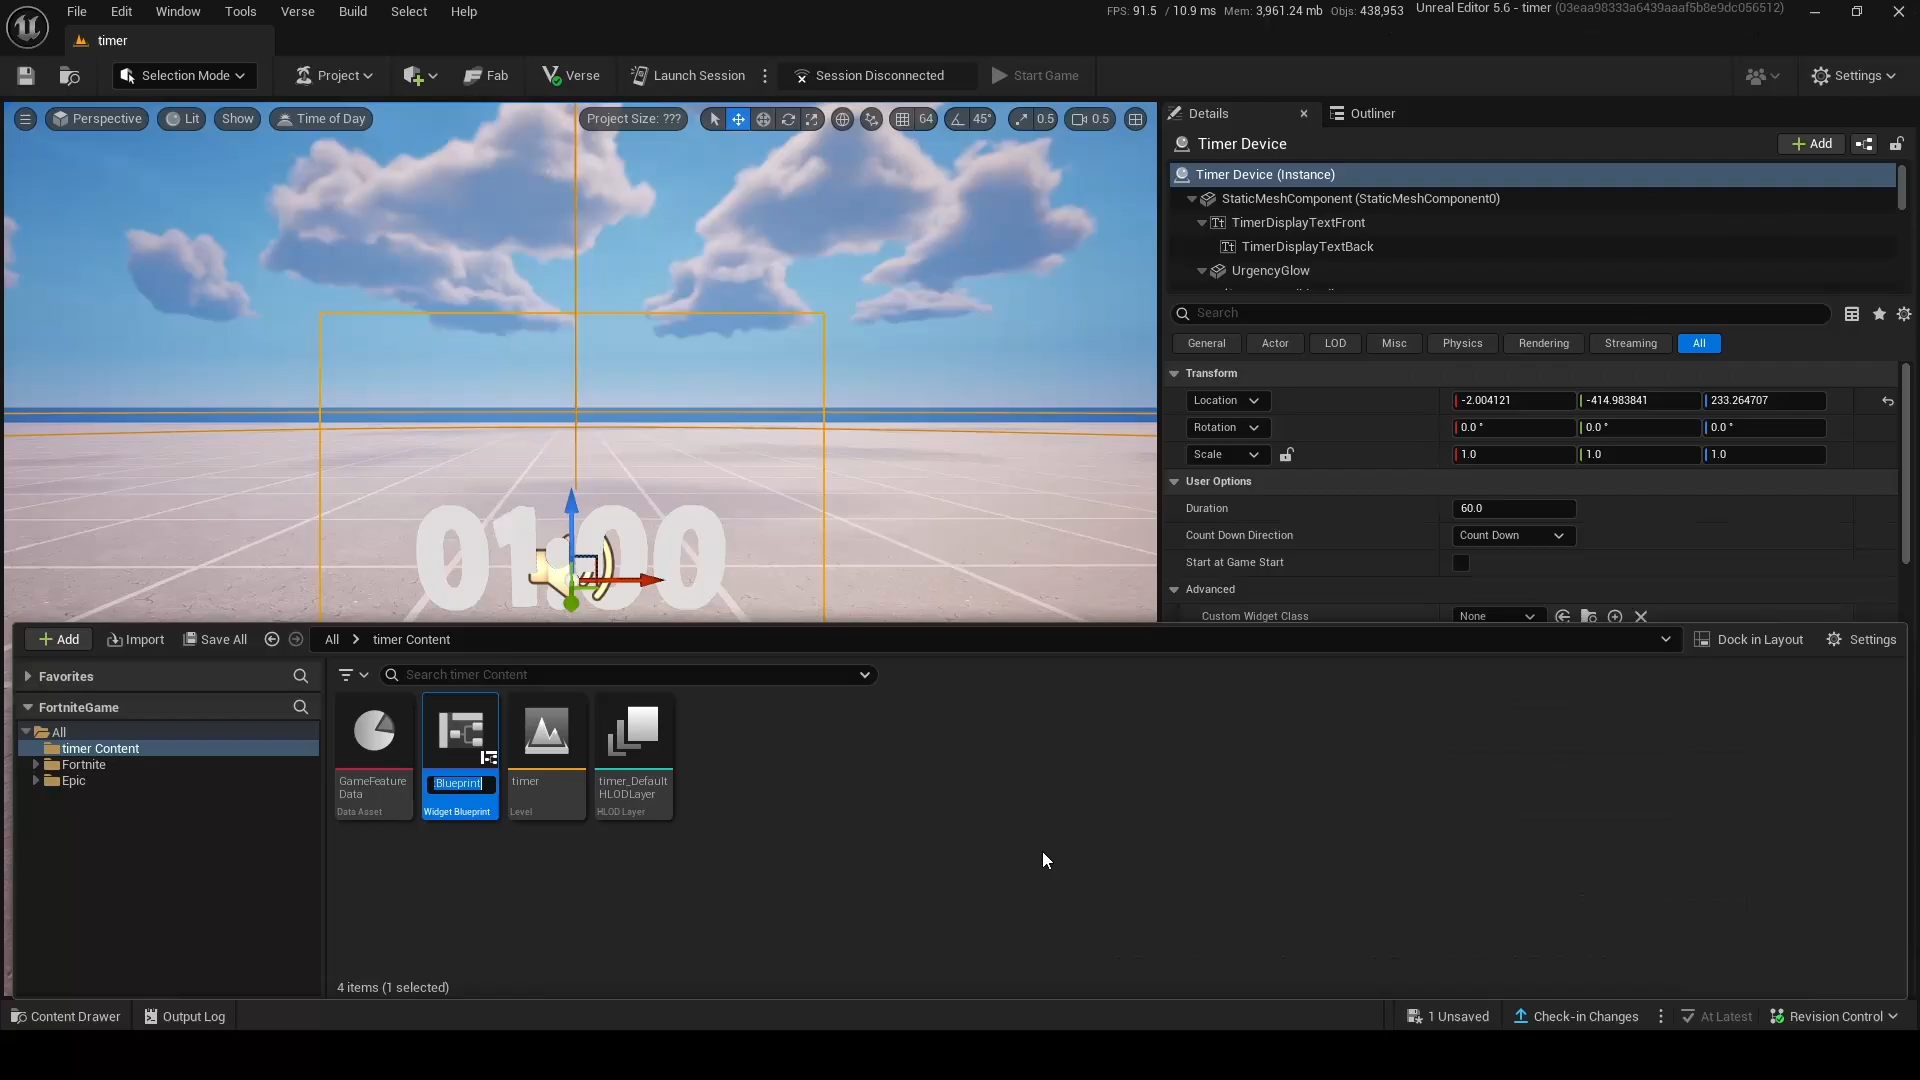 File Edit Window Tools Verse Build Select Help
FPS: 91.5 / 10.9 ms Mem: 3,961.24 mb Objs: 438,953
Unreal Editor 5.6 - timer (03eaa98333a6439aaaf5b8e9dc056512)
timer
Selection Mode Project Fab Verse Launch Session Session Disconnected Start Game Settings
Perspective Lit Show Time of Day Project Size: ??? 64 45° 0.5 0.5
01:00
Details Outliner
Timer Device Add
Timer Device (Instance)
StaticMeshComponent (StaticMeshComponent0)
TimerDisplayTextFront
TimerDisplayTextBack
UrgencyGlow
Search
General Actor LOD Misc Physics Rendering Streaming All
Transform
Location -2.004121 -414.983841 233.264707
Rotation 0.0 ° 0.0 ° 0.0 °
Scale 1.0 1.0 1.0
User Options
Duration 60.0
Count Down Direction Count Down
Start at Game Start
Advanced
Custom Widget Class None
Add Import Save All All timer Content Dock in Layout Settings
Favorites
FortniteGame
All
timer Content
Fortnite
Epic
Search timer Content
GameFeature
Data
Data Asset
Blueprint
Widget Blueprint
timer
Level
timer_Default
HLODLayer
HLOD Layer
4 items (1 selected)
Content Drawer Output Log 1 Unsaved Check-in Changes At Latest Revision Control